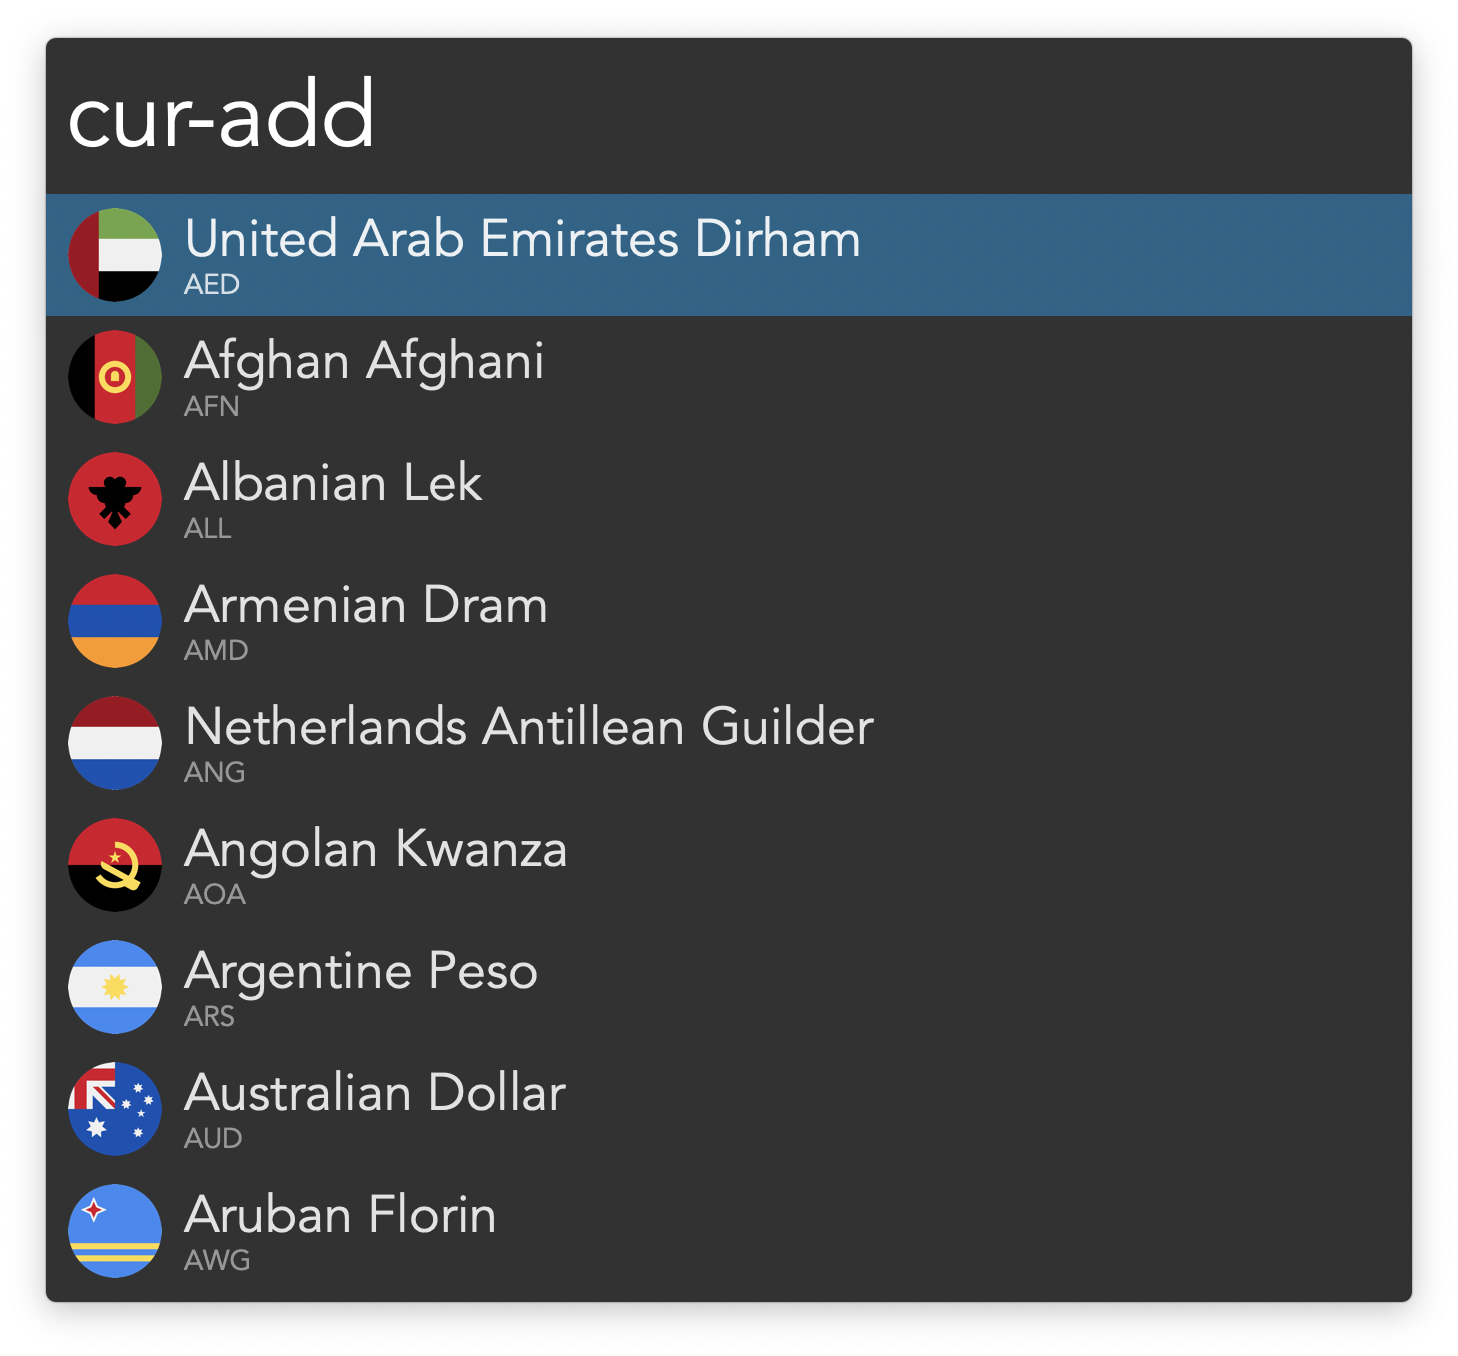 cur-add
United Arab Emirates Dirham
AED
Afghan Afghani
AFN
Albanian Lek
ALL
Armenian Dram
AMD
Netherlands Antillean Guilder
ANG
Angolan Kwanza
AOA
Argentine Peso
ARS
Australian Dollar
AUD
Aruban Florin
AWG